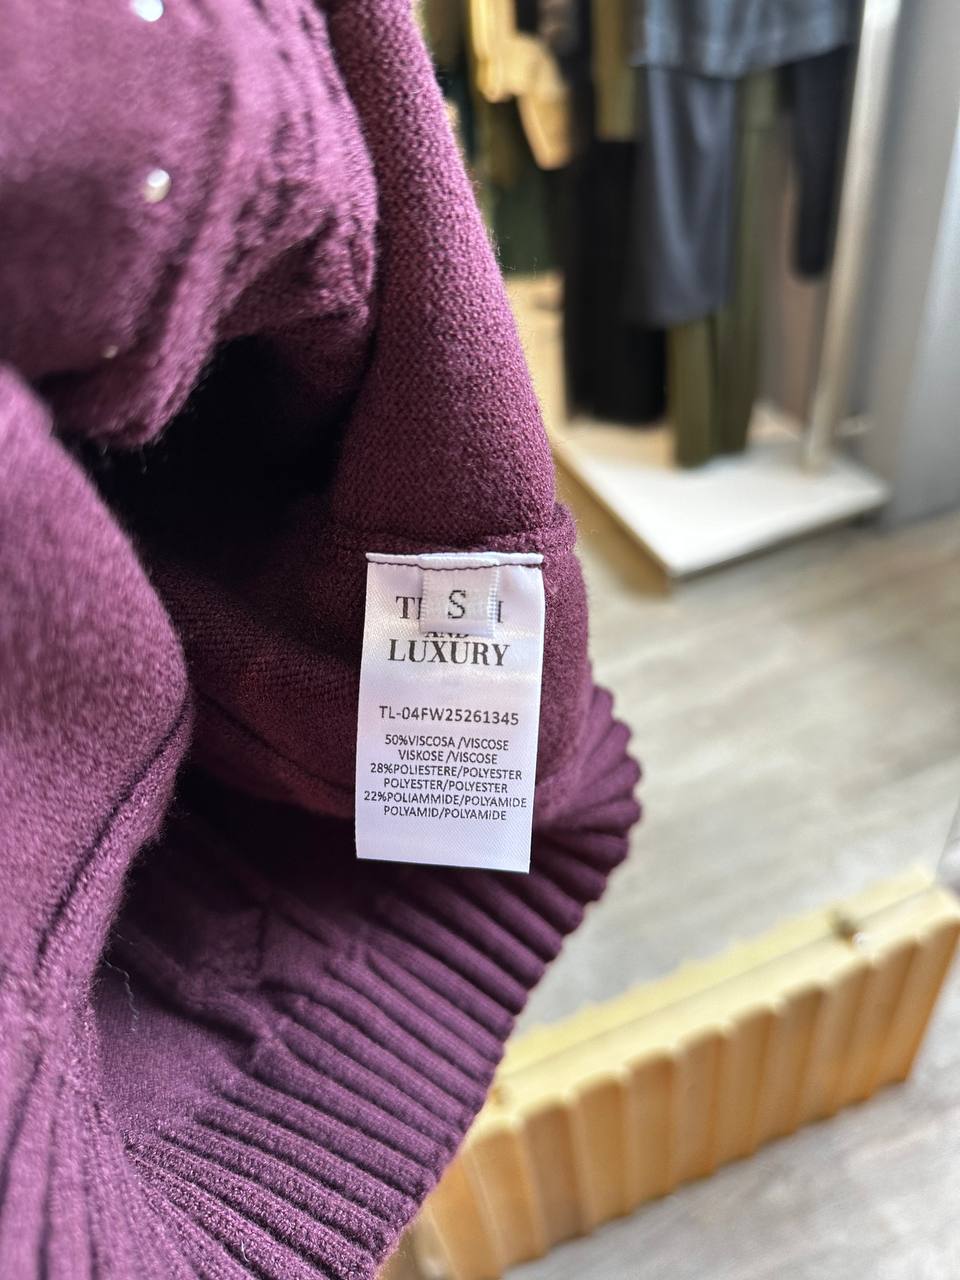 S
LUXURY
TL-04FW25261345
50%VISCOSA/VISCOSE
VISKOSE/VISCOSE
28%POLIESTERE/POLYESTER
POLYESTER/POLYESTER
22%POLIAMMIDE/POLYAMIDE
POLYAMID/POLYAMIDE